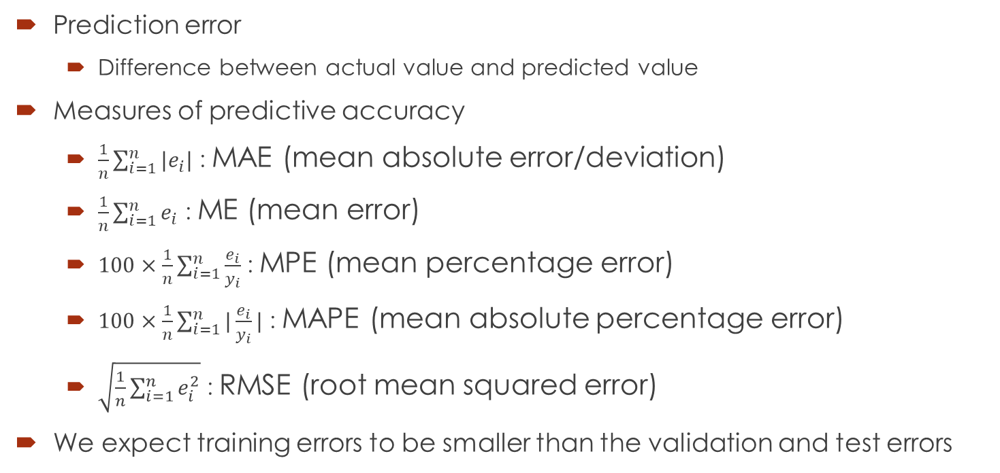 Prediction error
Difference between actual value and predicted value
Measures of predictive accuracy
$\frac{1}{n}\sum_{i=1}^{n}|e_i|$ : MAE (mean absolute error/deviation)
$\frac{1}{n}\sum_{i=1}^{n}e_i$ : ME (mean error)
$100 \times \frac{1}{n}\sum_{i=1}^{n}\frac{e_i}{y_i}$ : MPE (mean percentage error)
$100 \times \frac{1}{n}\sum_{i=1}^{n}|\frac{e_i}{y_i}|$ : MAPE (mean absolute percentage error)
$\sqrt{\frac{1}{n}\sum_{i=1}^{n}e_i^2}$ : RMSE (root mean squared error)
We expect training errors to be smaller than the validation and test errors